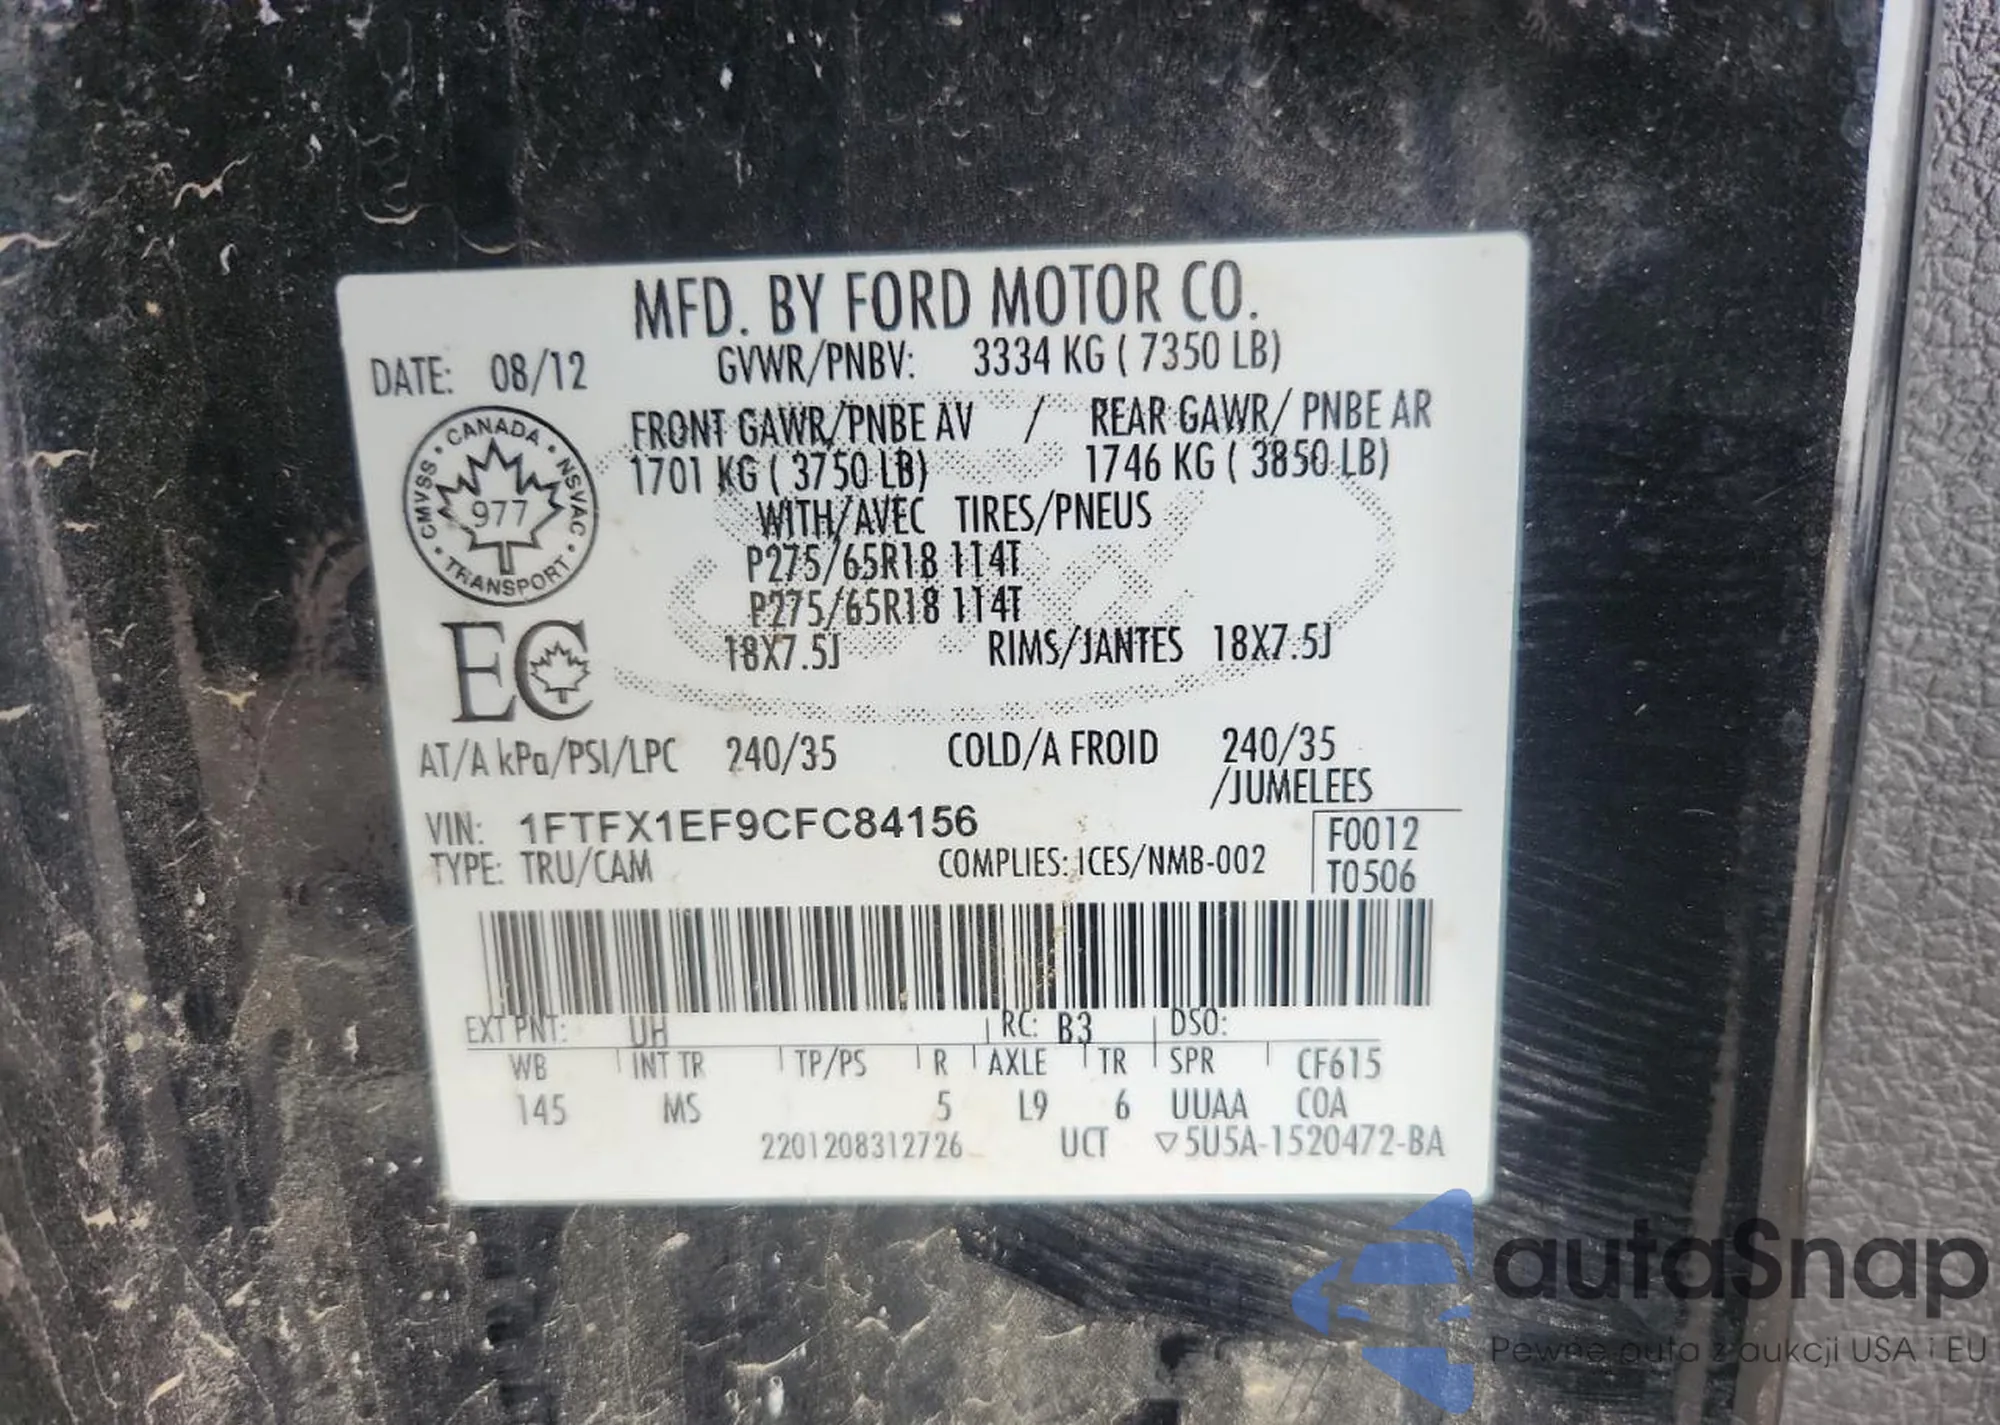 MFD. BY FORD MOTOR CO.
DATE: 08/12 GVWR/PNBV: 3334 KG ( 7350 LB)
FRONT GAWR/PNBE AV / REAR GAWR/ PNBE AR
1701 KG ( 3750 LB) 1746 KG ( 3850 LB)
WITH/AVEC TIRES/PNEUS
P275/65R18 114T
P275/65R18 114T
18X7.5J RIMS/JANTES 18X7.5J
CANADA · NSVAC · TRANSPORT · CMVSS ·
977
EC
AT/A kPa/PSI/LPC 240/35 COLD/A FROID 240/35
/JUMELEES
VIN: 1FTFX1EF9CFC84156 F0012
TYPE: TRU/CAM COMPLIES: ICES/NMB-002 T0506
EXT PNT: UH RC: B3 DSO:
WB INT TR TP/PS R AXLE TR SPR CF615
145 MS 5 L9 6 UUAA COA
2201208312726 UCT ▽5U5A-1520472-BA
autaSnap
Pewne auta z aukcji USA i EU